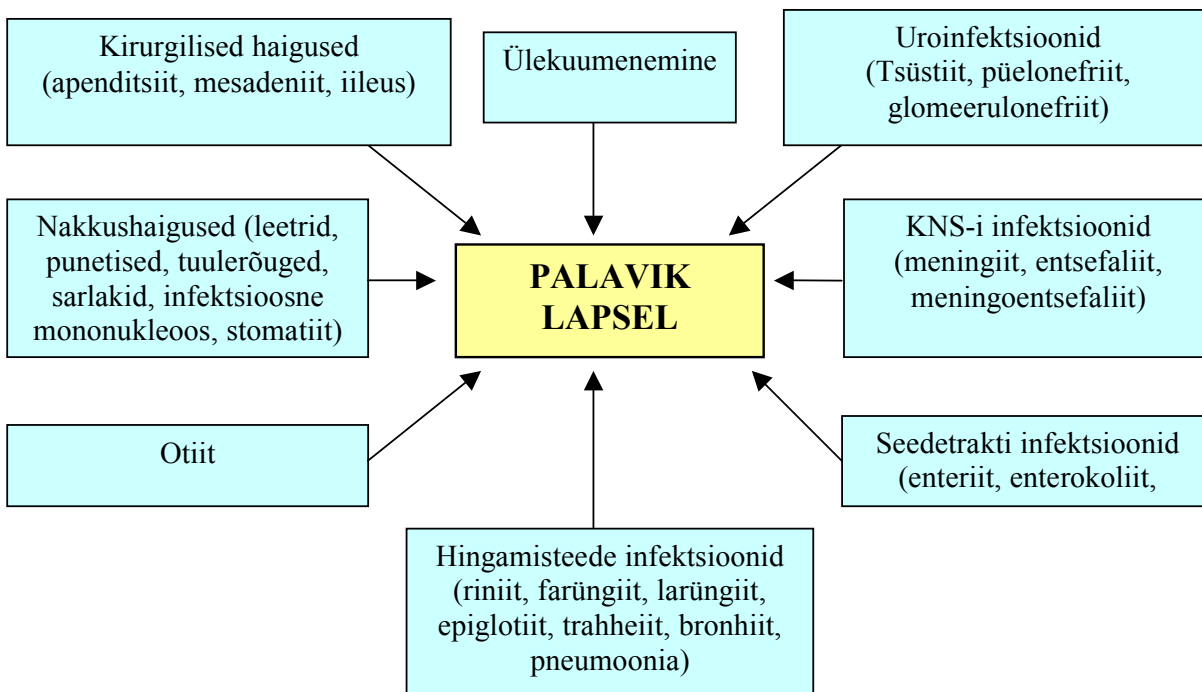 Kirurgilised haigused
(apenditsiit, mesadeniit, iileus)
Ülekuumenemine
Uroinfektsioonid
(Tsüstiit, püelonefriit,
glomeerulonefriit)
Nakkushaigused (leetrid,
punetised, tuulerõuged,
sarlakid, infektsioosne
mononukleoos, stomatiit)
PALAVIK
LAPSEL
KNS-i infektsioonid
(meningiit, entsefaliit,
meningoentsefaliit)
Otiit
Seedetrakti infektsioonid
(enteriit, enterokoliit,
Hingamisteede infektsioonid
(riniit, farüngiit, larüngiit,
epiglotiit, trahheiit, bronhiit,
pneumoonia)